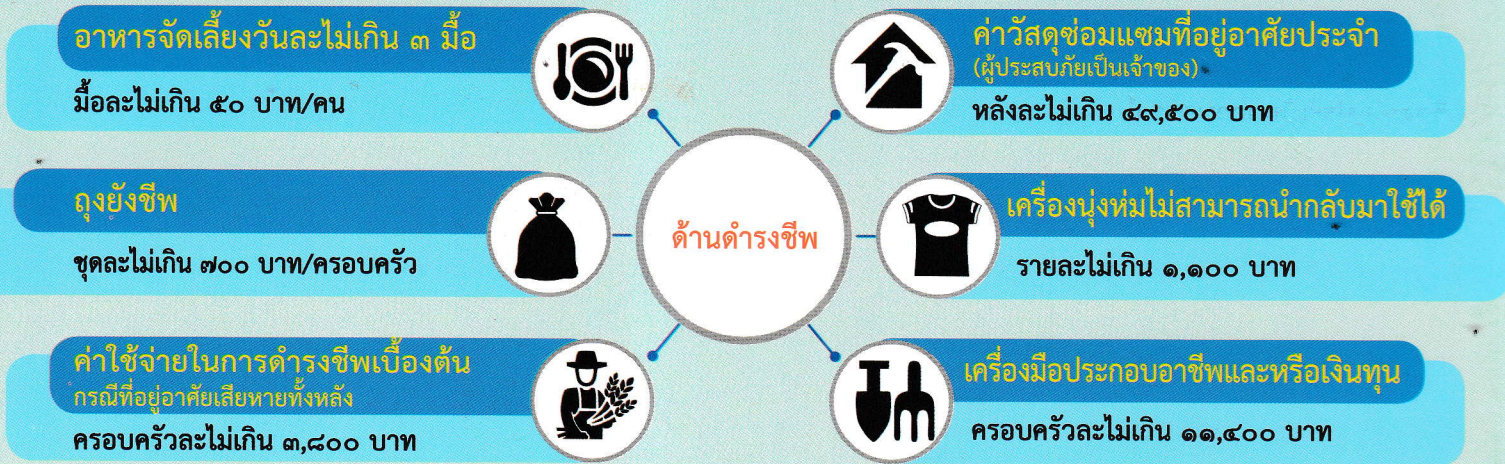 อาหารจัดเลี้ยงวันละไม่เกิน ๓ มื้อ
มื้อละไม่เกิน ๕๐ บาท/คน
ถุงยังชีพ
ชุดละไม่เกิน ๗๐๐ บาท/ครอบครัว
ค่าใช้จ่ายในการดำรงชีพเบื้องต้น
กรณีที่อยู่อาศัยเสียหายทั้งหลัง
ครอบครัวละไม่เกิน ๓,๘๐๐ บาท
ด้านดำรงชีพ
ค่าวัสดุซ่อมแซมที่อยู่อาศัยประจำ
(ผู้ประสบภัยเป็นเจ้าของ)
หลังละไม่เกิน ๔๙,๕๐๐ บาท
เครื่องนุ่งห่มไม่สามารถนำกลับมาใช้ได้
รายละไม่เกิน ๑,๑๐๐ บาท
เครื่องมือประกอบอาชีพและหรือเงินทุน
ครอบครัวละไม่เกิน ๑๑,๔๐๐ บาท